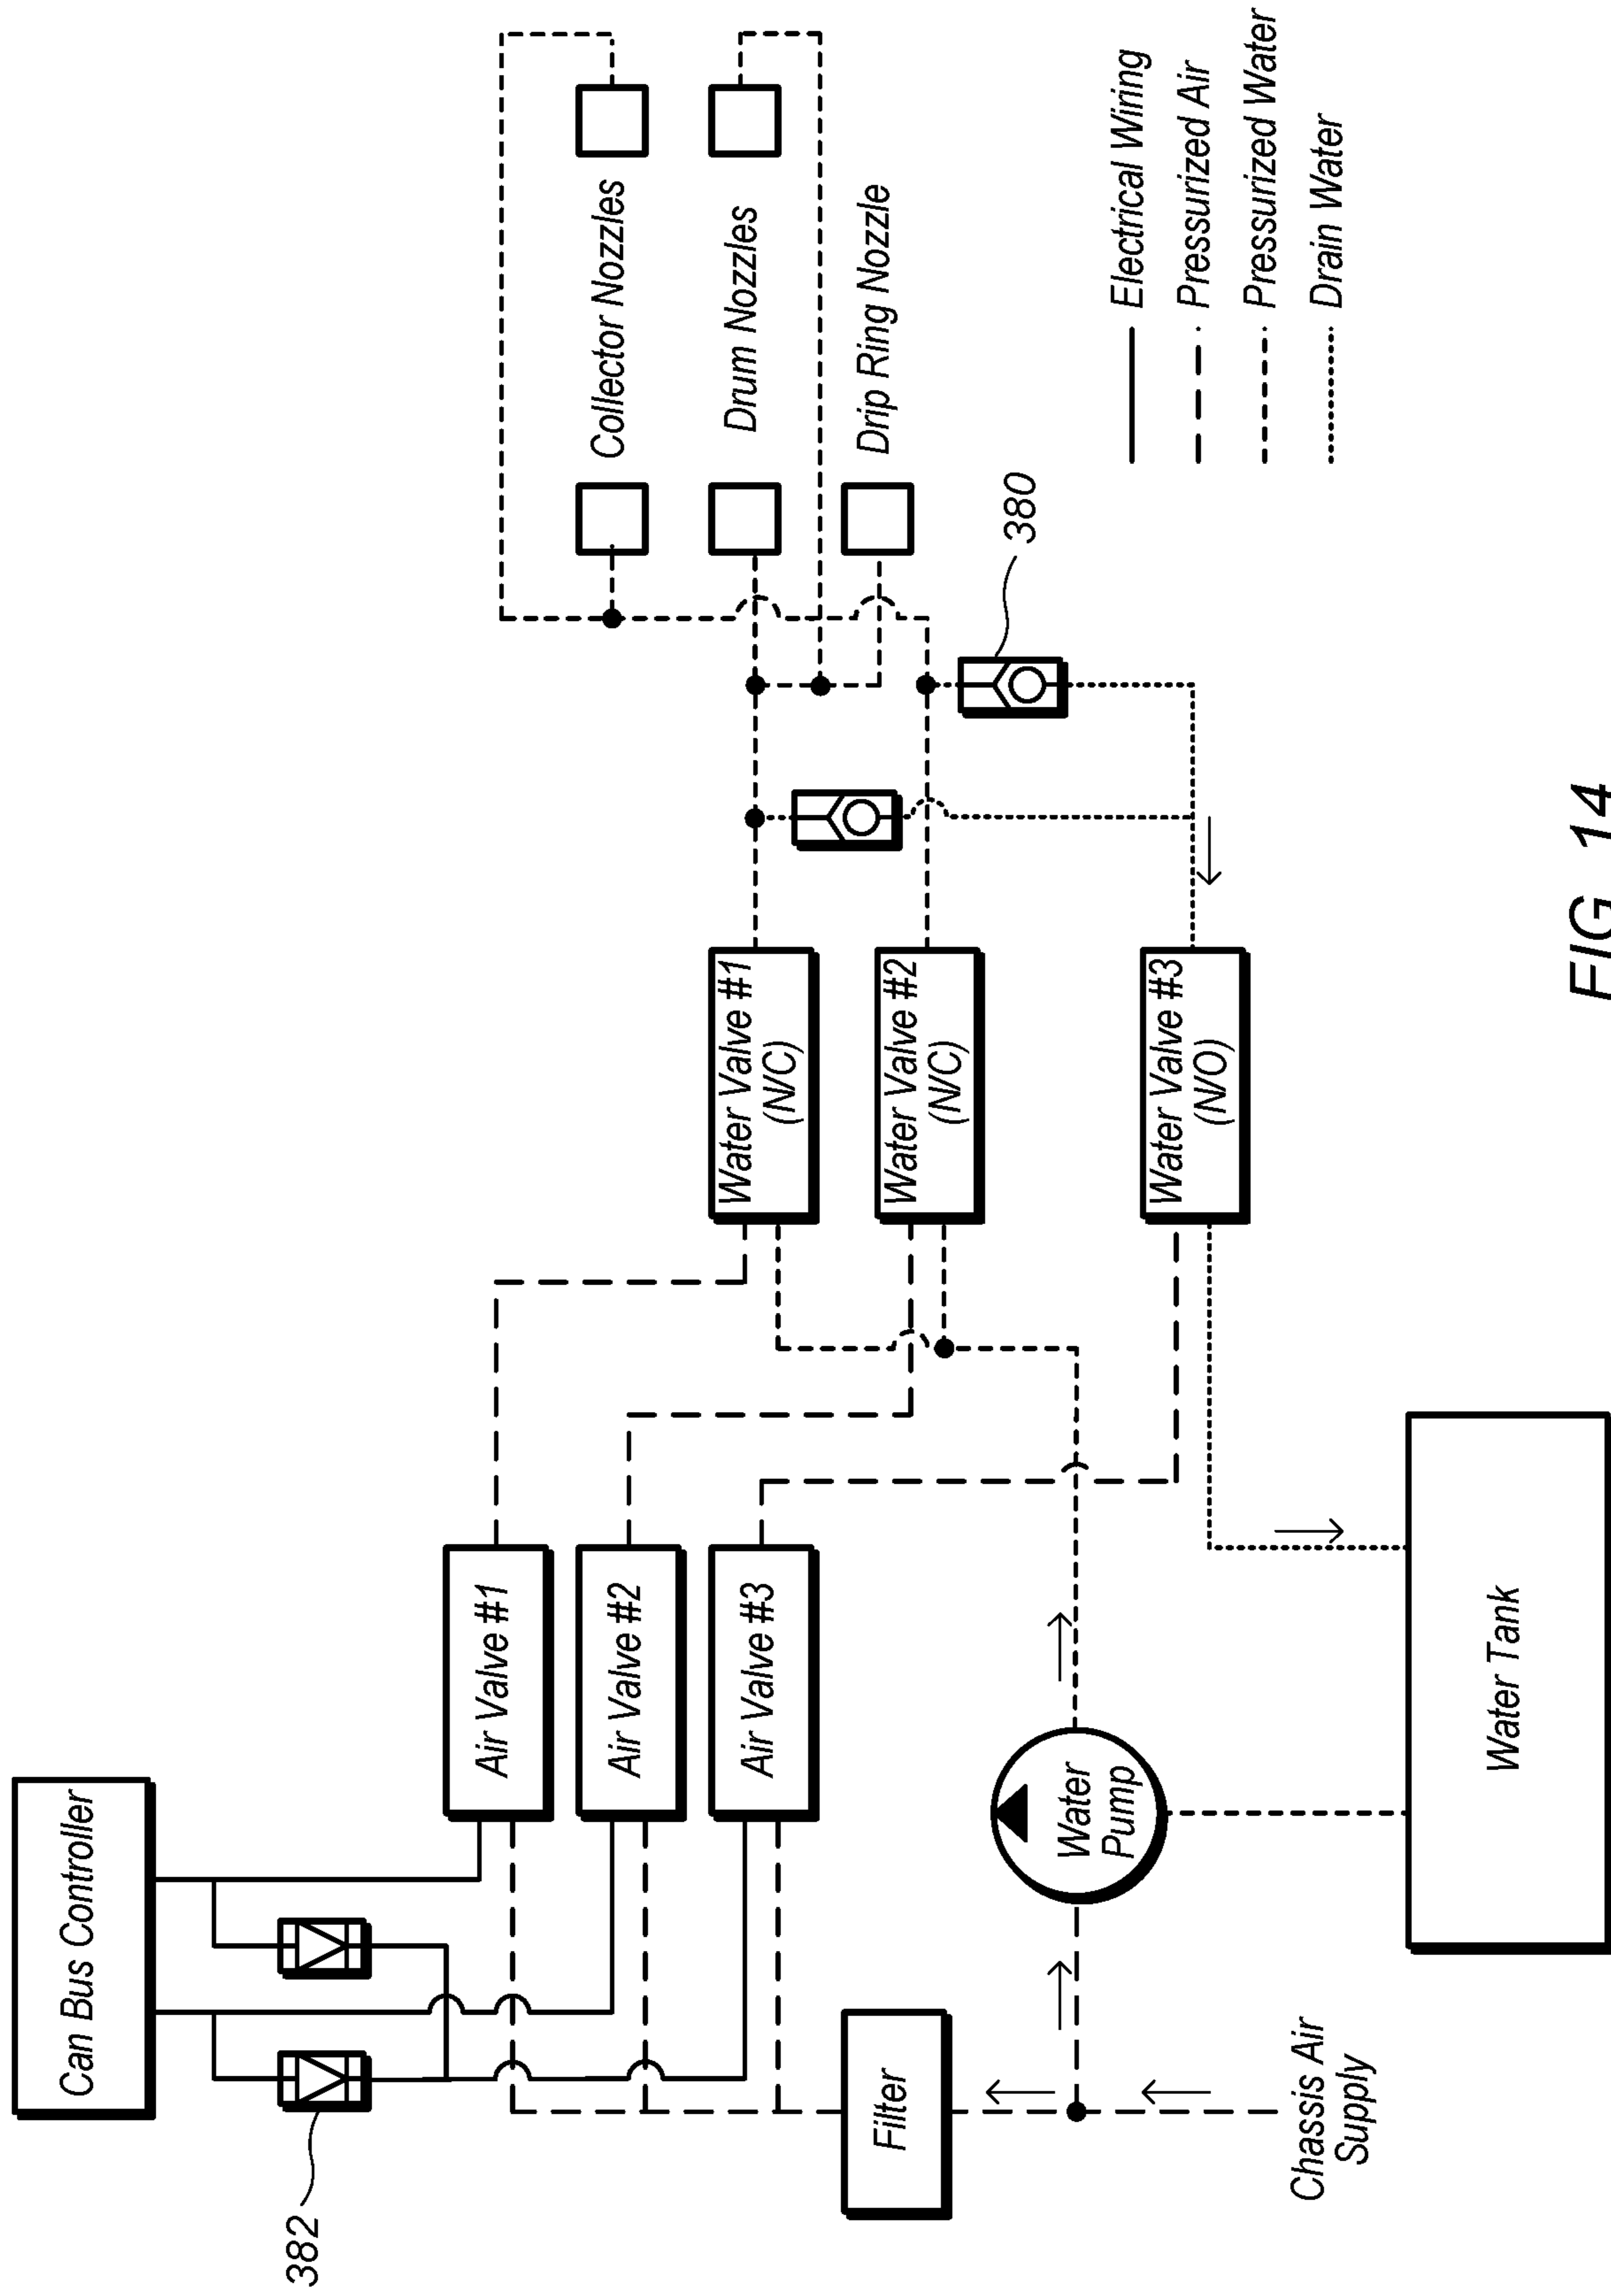 Can Bus Controller
382
Air Valve #1
Air Valve #2
Air Valve #3
Filter
Chassis Air
Supply
Water
Pump
Water Tank
Water Valve #1
(N/C)
Water Valve #2
(N/C)
Water Valve #3
(N/O)
Collector Nozzles
Drum Nozzles
Drip Ring Nozzle
380
Electrical Wiring
Pressurized Air
Pressurized Water
Drain Water
FIG. 14